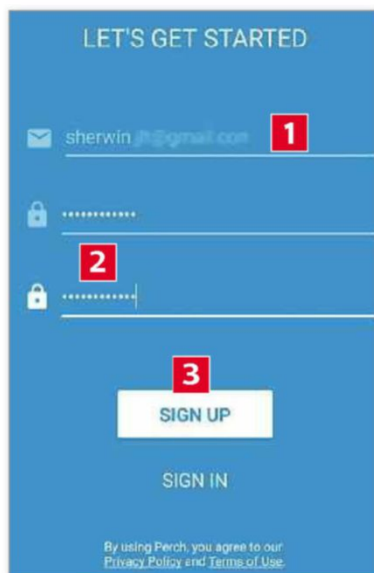 LET'S GET STARTED
sherwin
1
••••••••••••
2
••••••••••••
3
SIGN UP
SIGN IN
By using Perch, you agree to our
Privacy Policy and Terms of Use.